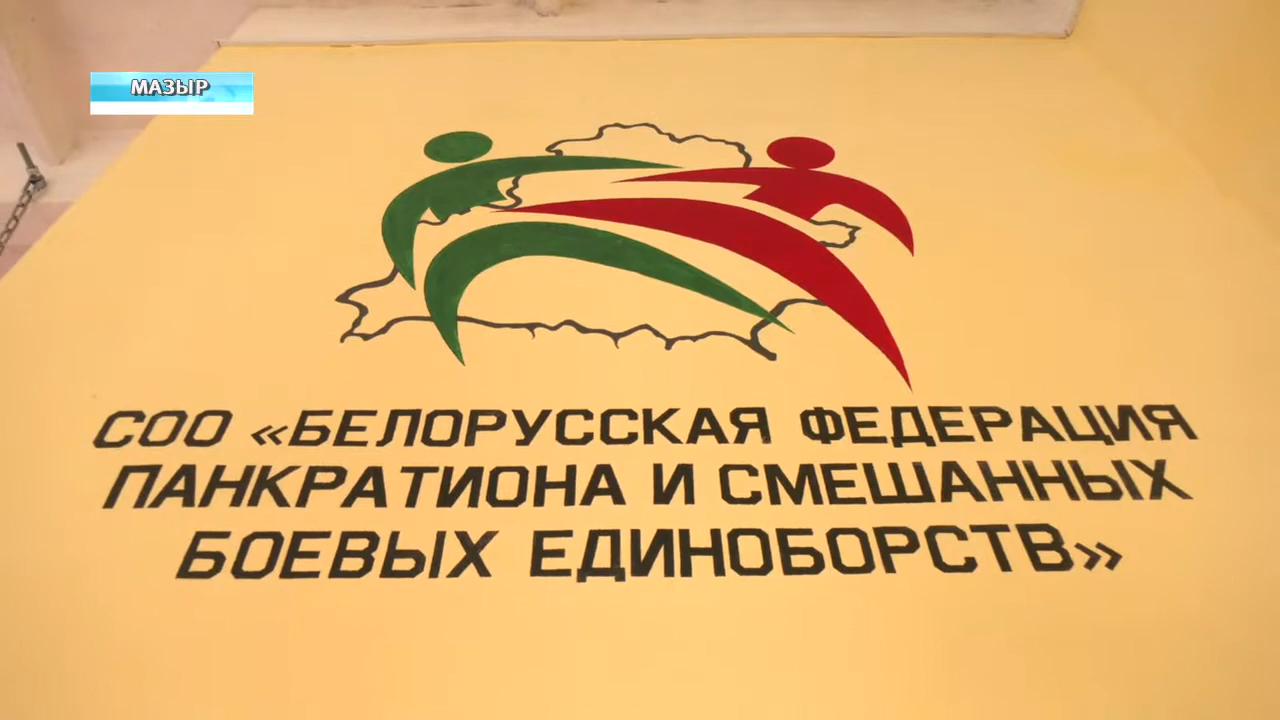 МАЗЫР
СОО «БЕЛОРУССКАЯ ФЕДЕРАЦИЯ
ПАНКРАТИОНА И СМЕШАННЫХ
БОЕВЫХ ЕДИНОБОРСТВ»